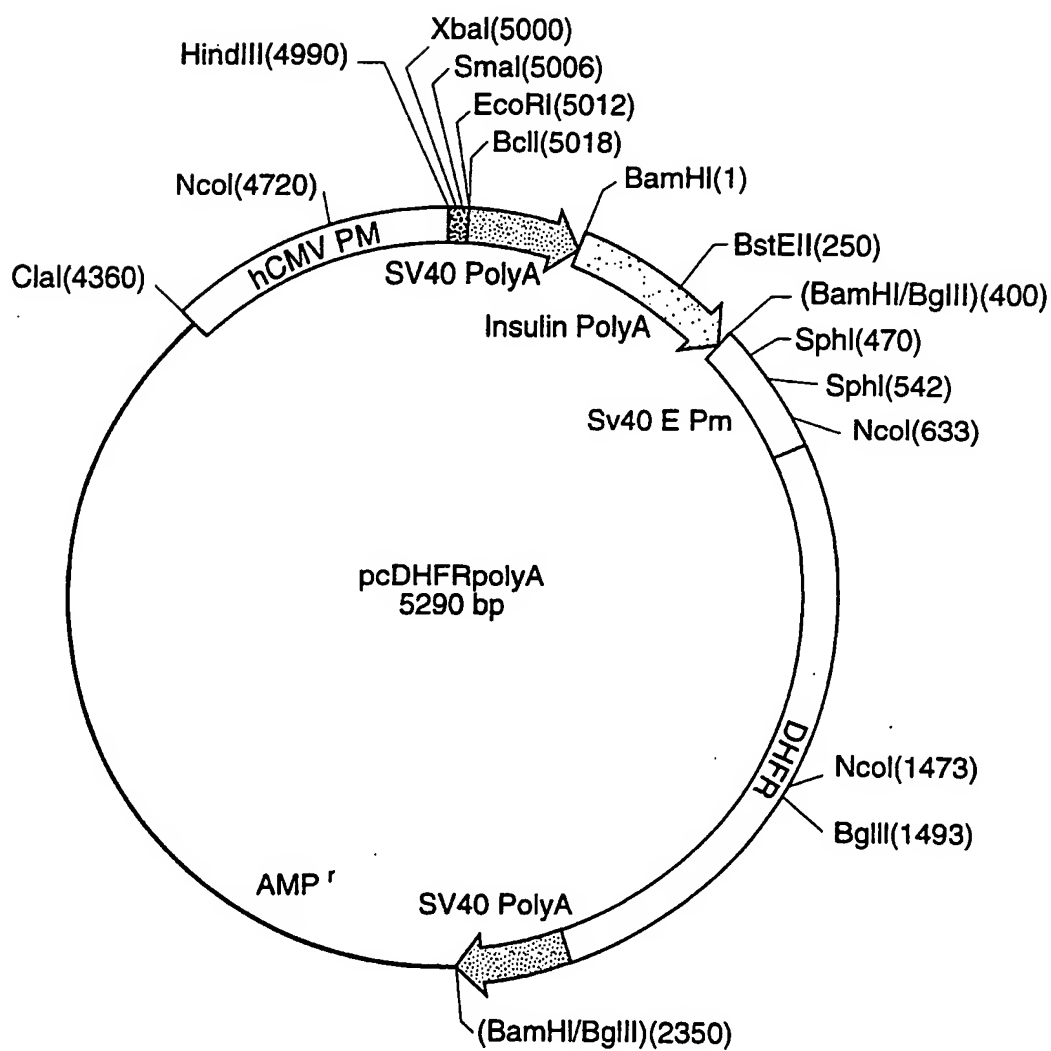 XbaI(5000)
HindIII(4990)
SmaI(5006)
EcoRI(5012)
BclI(5018)
NcoI(4720)
BamHI(1)
hCMV PM
BstEII(250)
ClaI(4360)
SV40 PolyA
(BamHI/BglII)(400)
Insulin PolyA
SphI(470)
SphI(542)
Sv40 E Pm
NcoI(633)
pcDHFRpolyA
5290 bp
DHFR
NcoI(1473)
BglII(1493)
AMP r
SV40 PolyA
(BamHI/BglII)(2350)